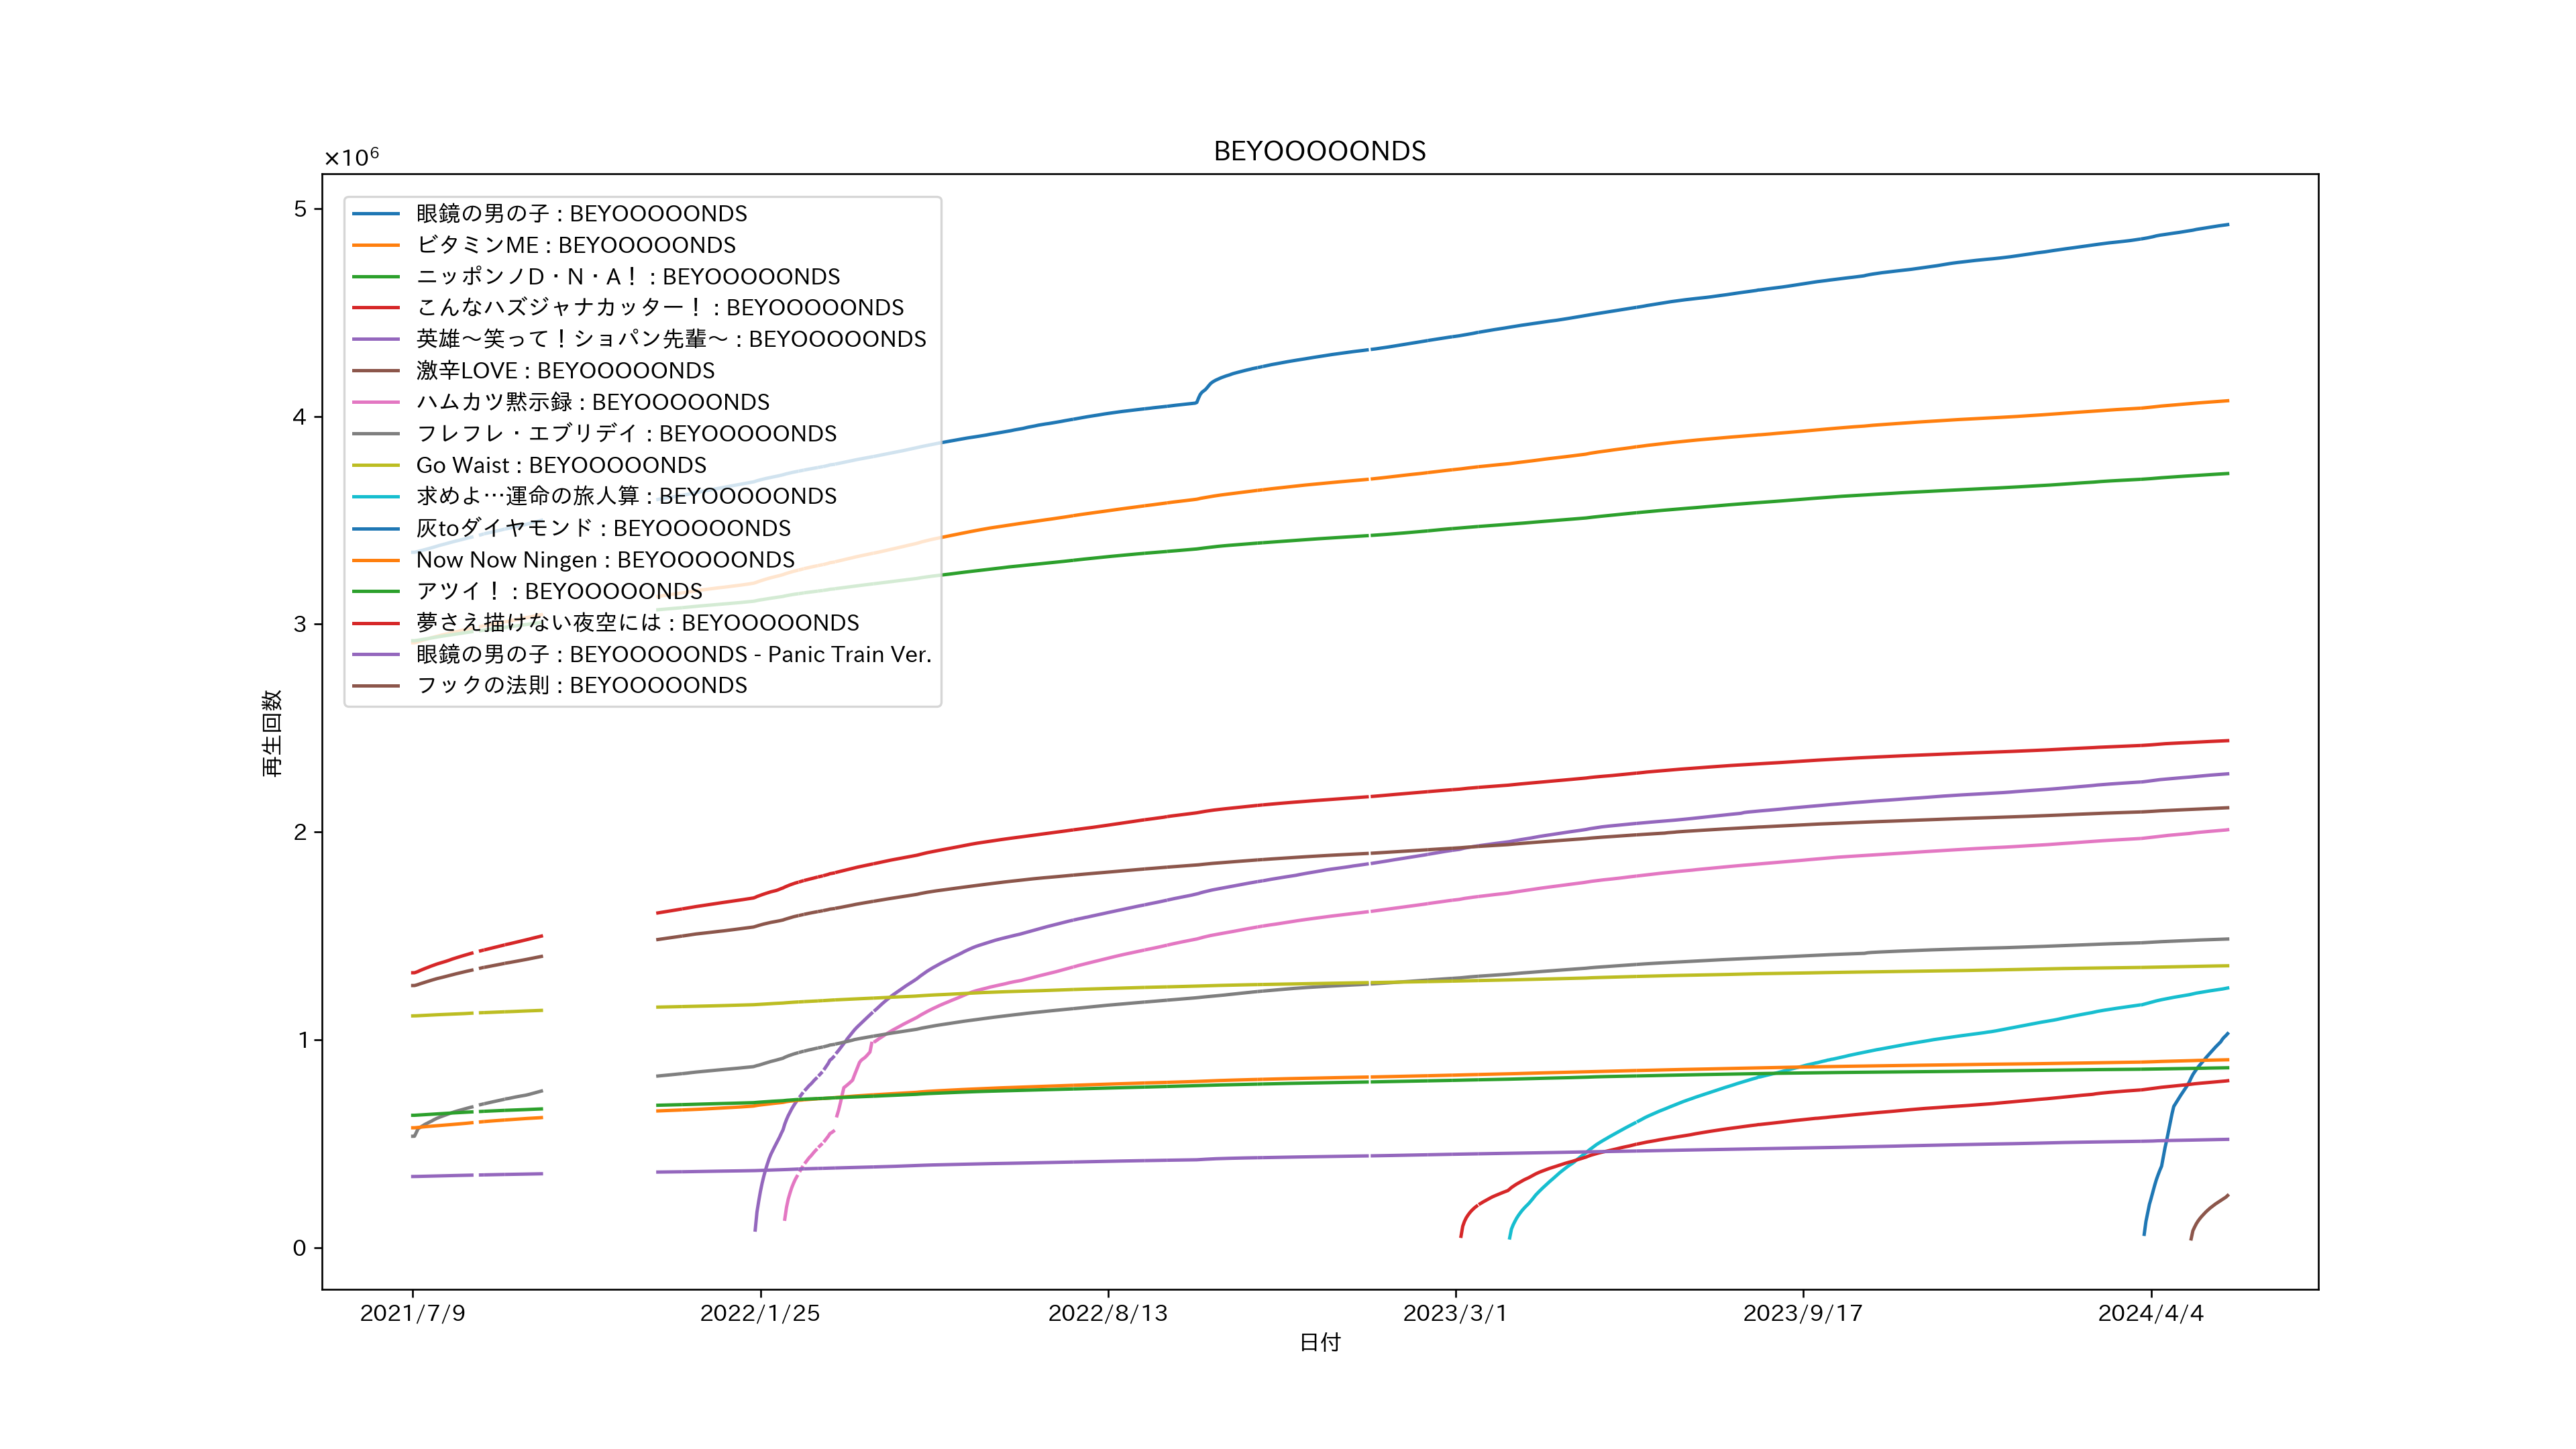 BEYOOOOONDS
×10⁶
5
4
3
2
1
0
再生回数
眼鏡の男の子 : BEYOOOOONDS
ビタミンME : BEYOOOOONDS
ニッポンノD・N・A！ : BEYOOOOONDS
こんなハズジャナカッター！ : BEYOOOOONDS
英雄～笑って！ショパン先輩～ : BEYOOOOONDS
激辛LOVE : BEYOOOOONDS
ハムカツ黙示録 : BEYOOOOONDS
フレフレ・エブリデイ : BEYOOOOONDS
Go Waist : BEYOOOOONDS
求めよ…運命の旅人算 : BEYOOOOONDS
灰toダイヤモンド : BEYOOOOONDS
Now Now Ningen : BEYOOOOONDS
アツイ！ : BEYOOOOONDS
夢さえ描けない夜空には : BEYOOOOONDS
眼鏡の男の子 : BEYOOOOONDS - Panic Train Ver.
フックの法則 : BEYOOOOONDS
2021/7/9 2022/1/25 2022/8/13 2023/3/1 2023/9/17 2024/4/4
日付